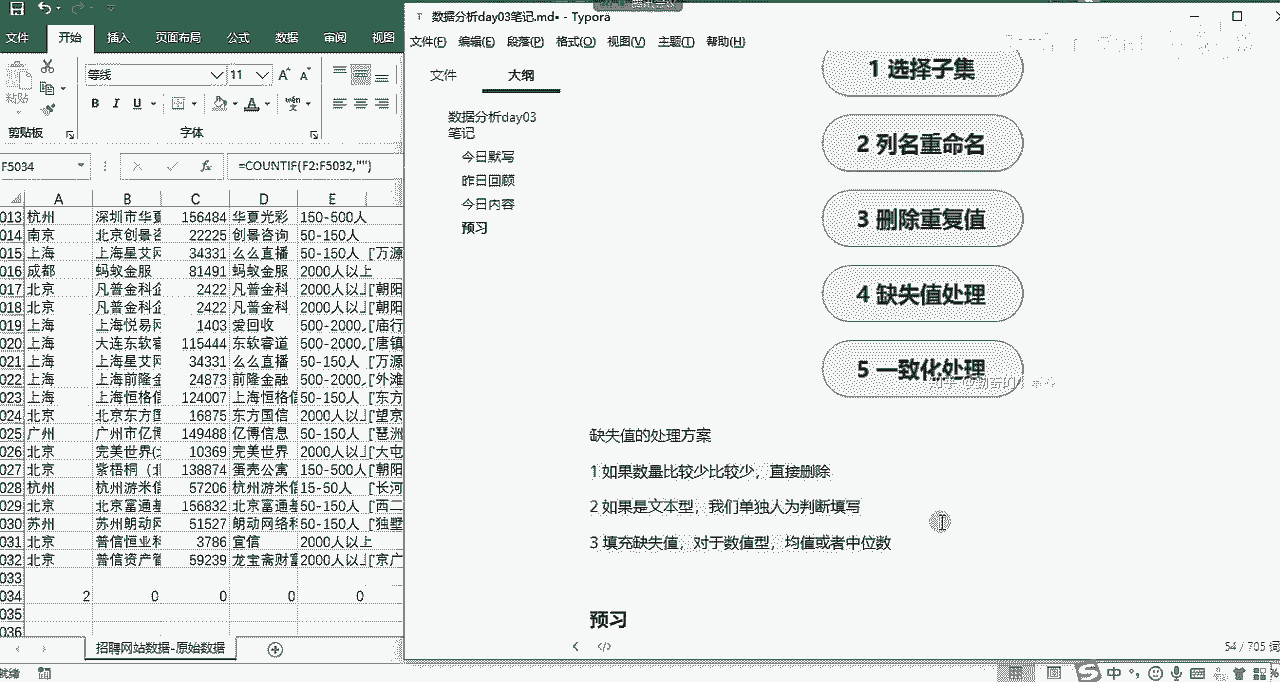 文件 开始 插入 页面布局 公式 数据 审阅 视图
粘贴
等线 11
B I U
剪贴板 字体
F5034 =COUNTIF(F2:F5032,"")
A B C D E
013 杭州 深圳市华夏 156484 华夏光彩 150-500人
014 南京 北京创景咨 22225 创景咨询 50-150人
015 上海 上海星艾网 34331 么么直播 50-150人 ['万源
016 成都 蚂蚁金服 81491 蚂蚁金服 2000人以上
017 北京 凡普金科企 2422 凡普金科 2000人以上 ['朝阳
018 北京 凡普金科企 2422 凡普金科 2000人以上 ['朝阳
019 上海 上海悦易网 1403 爱回收 500-2000人 ['庙行
020 上海 大连东软睿 115444 东软睿道 500-2000人 ['唐镇
021 上海 上海星艾网 34331 么么直播 50-150人 ['万源
022 上海 上海前隆金 24873 前隆金融 500-2000人 ['外滩
023 上海 上海恒格信 124007 上海恒格信 50-150人 ['东方
024 北京 北京东方国 16875 东方国信 2000人以上 ['望京
025 广州 广州市亿博 149488 亿博信息 50-150人 ['琶洲
026 北京 完美世界( 10369 完美世界 2000人以上 ['大屯
027 北京 紫梧桐（北 138874 蛋壳公寓 150-500人 ['朝阳
028 杭州 杭州游米信 57206 杭州游米信 15-50人 ['长河
029 北京 北京富通基 156832 北京富通基 50-150人 ['西二
030 苏州 苏州朗动网 51527 朗动网络科 50-150人 ['独墅
031 北京 普信恒业科 3786 宜信 2000人以上
032 北京 普信资产管 59239 龙宝斋财富 2000人以上 ['京广
033
034 2 0 0 0 0
035
036
招聘网站数据-原始数据
就绪
数据分析day03笔记.md• - Typora
文件(F) 编辑(E) 段落(P) 格式(O) 视图(V) 主题(T) 帮助(H)
文件 大纲
数据分析day03
笔记
今日默写
昨日回顾
今日内容
预习
1 选择子集
2 列名重命名
3 删除重复值
4 缺失值处理
5 一致化处理
缺失值的处理方案
1 如果数量比较少比较少，直接删除
2 如果是文本型，我们单独人为判断填写
3 填充缺失值，对于数值型，均值或者中位数
预习
54 / 705 词
中